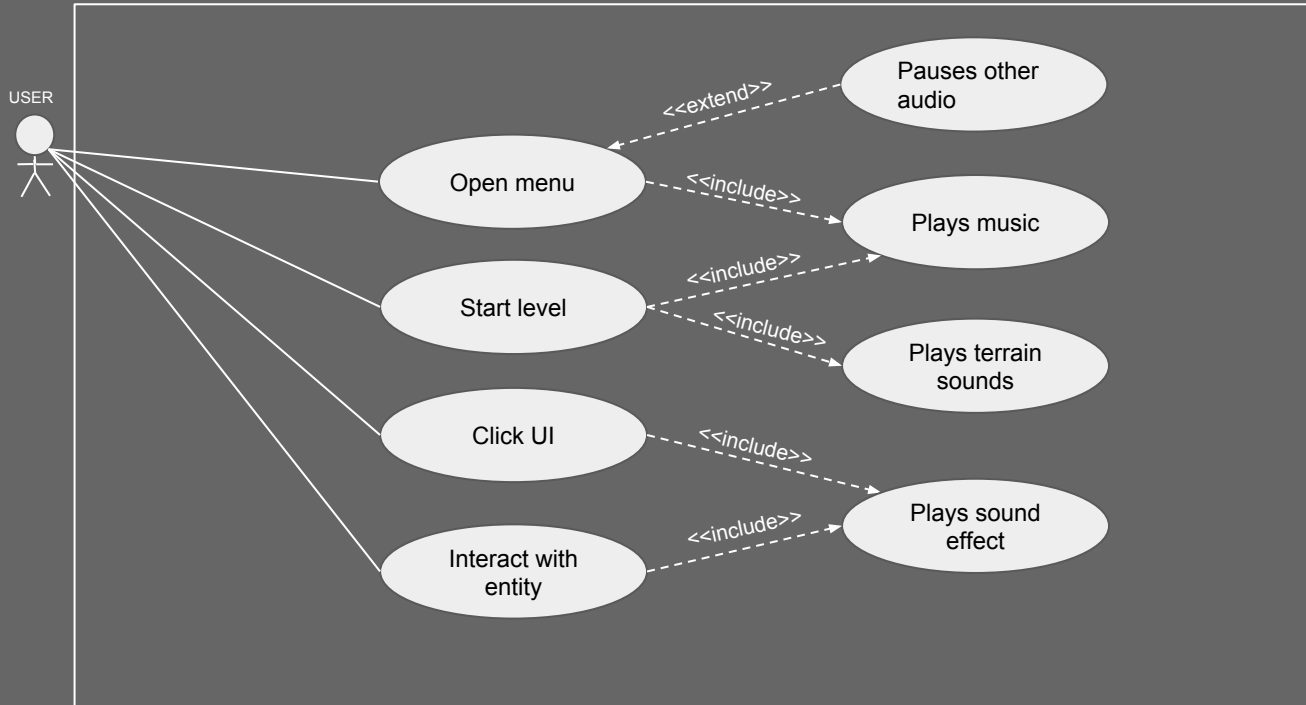 USER
Pauses other
audio
<<extend>>
Open menu
<<include>>
Plays music
<<include>>
Start level
<<include>>
Plays terrain
sounds
Click UI
<<include>>
Plays sound
effect
<<include>>
Interact with
entity